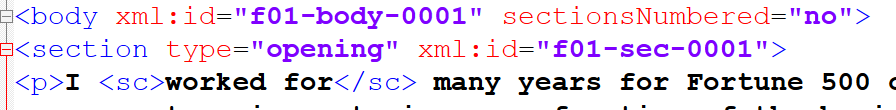 <body xml:id="f01-body-0001" sectionsNumbered="no">
<section type="opening" xml:id="f01-sec-0001">
<p>I <sc>worked for</sc> many years for Fortune 500